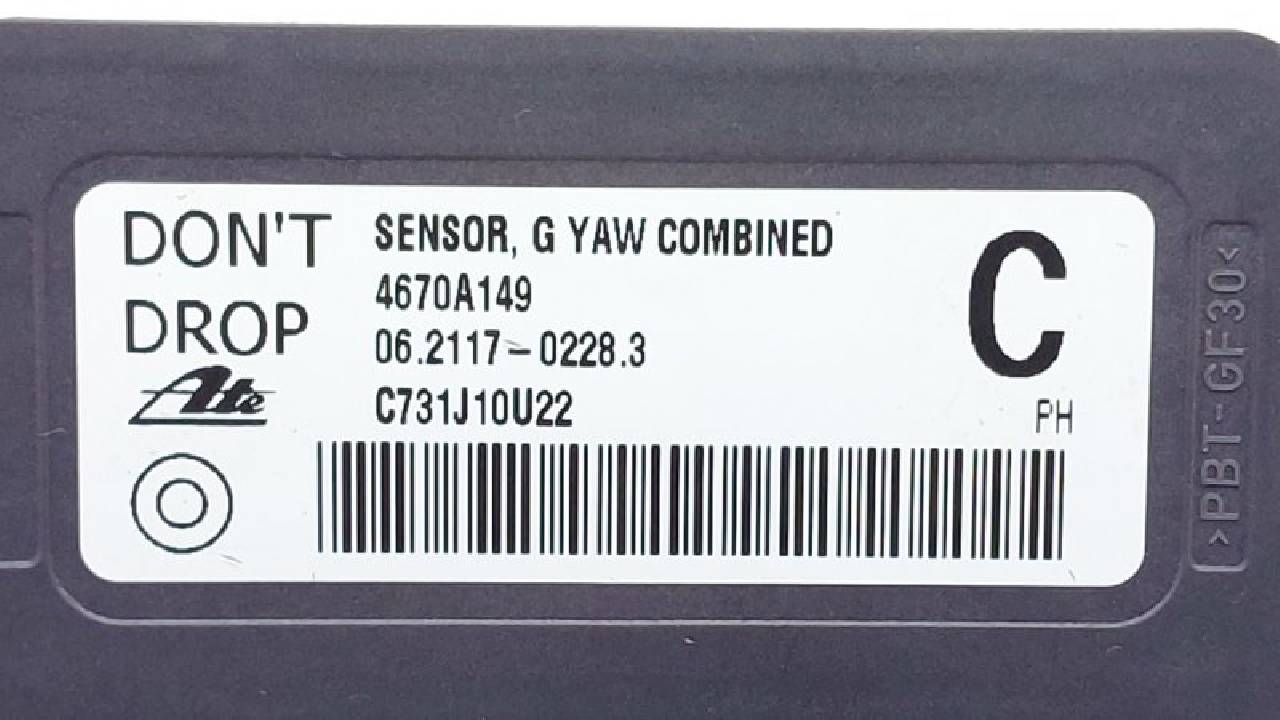 DON'T
DROP
Ate
SENSOR, G YAW COMBINED
4670A149
06.2117-0228.3
C731J10U22
C
PH
>PBT-GF30<